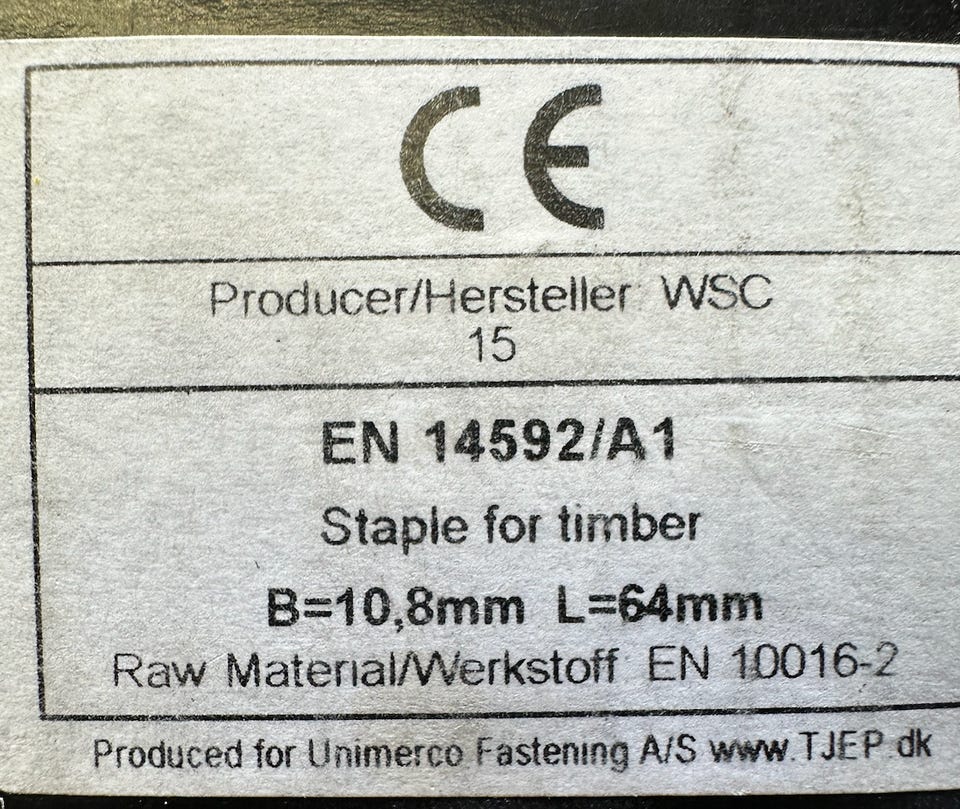 CE
Producer/Hersteller WSC
15
EN 14592/A1
Staple for timber
B=10,8mm L=64mm
Raw Material/Werkstoff EN 10016-2
Produced for Unimerco Fastening A/S www.TJEP.dk